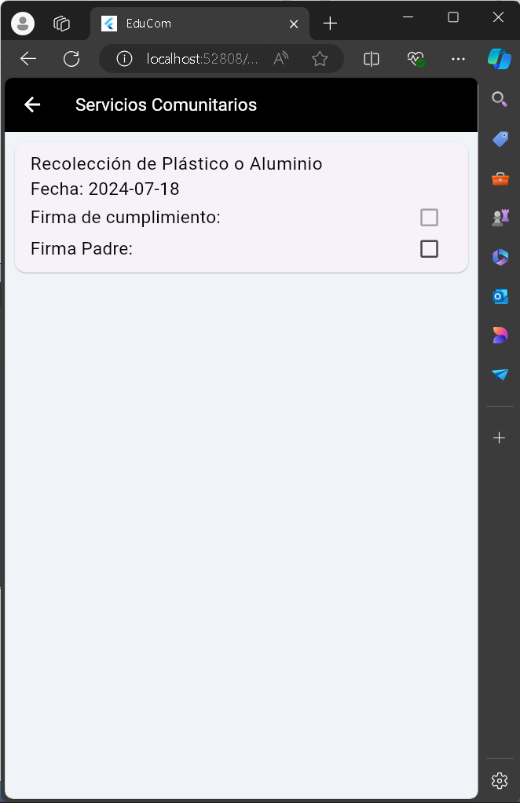 EduCom
localhost:52808/...
Servicios Comunitarios
Recolección de Plástico o Aluminio
Fecha: 2024-07-18
Firma de cumplimiento:
Firma Padre: